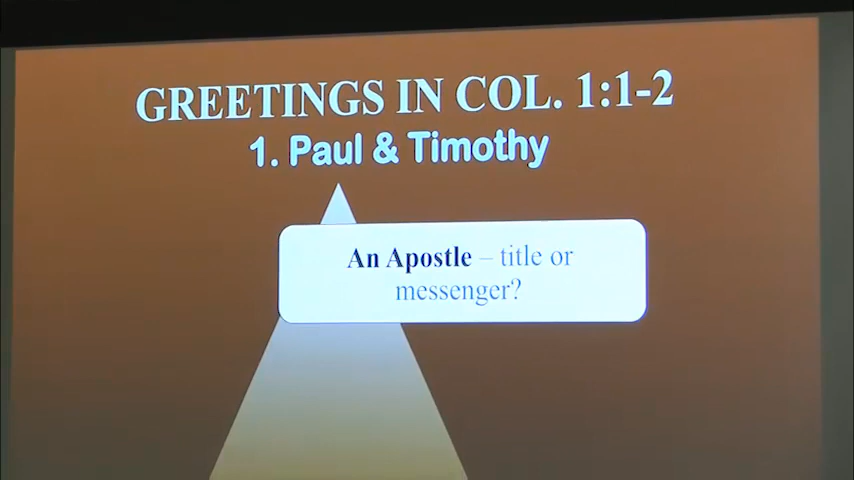 GREETINGS IN COL. 1:1-2
1. Paul & Timothy
An Apostle – title or
messenger?